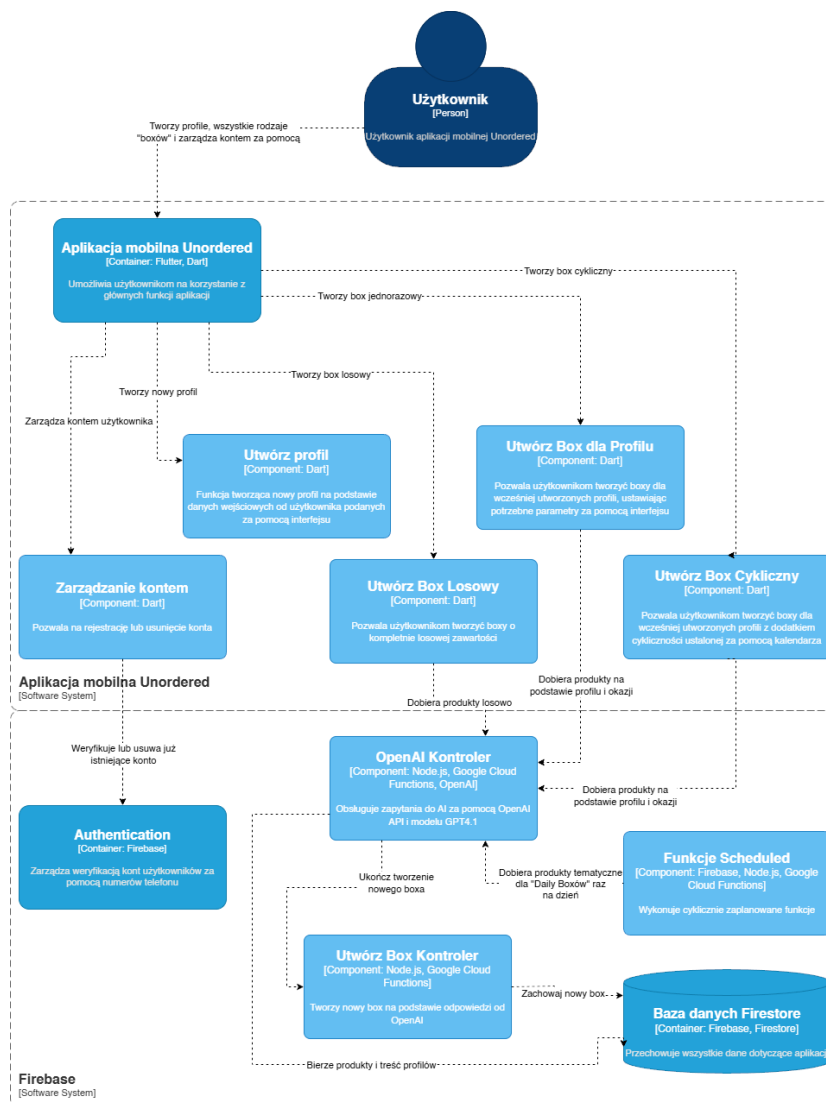 Użytkownik
[Person]
Użytkownik aplikacji mobilnej Unordered
Tworzy profile, wszystkie rodzaje
"boxów" i zarządza kontem za pomocą
Aplikacja mobilna Unordered
[Container: Flutter, Dart]
Umożliwia użytkownikom na korzystanie z
głównych funkcji aplikacji
Tworzy box cykliczny
Tworzy box jednorazowy
Tworzy box losowy
Tworzy nowy profil
Zarządza kontem użytkownika
Utwórz profil
[Component: Dart]
Funkcja tworząca nowy profil na podstawie
danych wejściowych od użytkownika podanych
za pomocą interfejsu
Utwórz Box dla Profilu
[Component: Dart]
Pozwala użytkownikom tworzyć boxy dla
wcześniej utworzonych profili, ustawiając
potrzebne parametry za pomocą interfejsu
Zarządzanie kontem
[Component: Dart]
Pozwala na rejestrację lub usunięcie konta
Utwórz Box Losowy
[Component: Dart]
Pozwala użytkownikom tworzyć boxy o
kompletnie losowej zawartości
Utwórz Box Cykliczny
[Component: Dart]
Pozwala użytkownikom tworzyć boxy dla
wcześniej utworzonych profili z dodatkiem
cykliczności ustalonej za pomocą kalendarza
Aplikacja mobilna Unordered
[Software System]
Dobiera produkty na
podstawie profilu i okazji
Dobiera produkty losowo
Weryfikuje lub usuwa już
istniejące konto
OpenAI Kontroler
[Component: Node.js, Google Cloud
Functions, OpenAI]
Obsługuje zapytania do AI za pomocą OpenAI
API i modelu GPT4.1
Dobiera produkty na
podstawie profilu i okazji
Authentication
[Container: Firebase]
Zarządza weryfikacją kont użytkowników za
pomocą numerów telefonu
Ukończ tworzenie
nowego boxa
Dobiera produkty tematyczne
dla "Daily Boxów" raz
na dzień
Funkcje Scheduled
[Component: Firebase, Node.js, Google
Cloud Functions]
Wykonuje cyklicznie zaplanowane funkcje
Utwórz Box Kontroler
[Component: Node.js, Google Cloud
Functions]
Tworzy nowy box na podstawie odpowiedzi od
OpenAI
Zachowaj nowy box
Baza danych Firestore
[Container: Firebase, Firestore]
Przechowuje wszystkie dane dotyczące aplikacji
Bierze produkty i treść profilów
Firebase
[Software System]